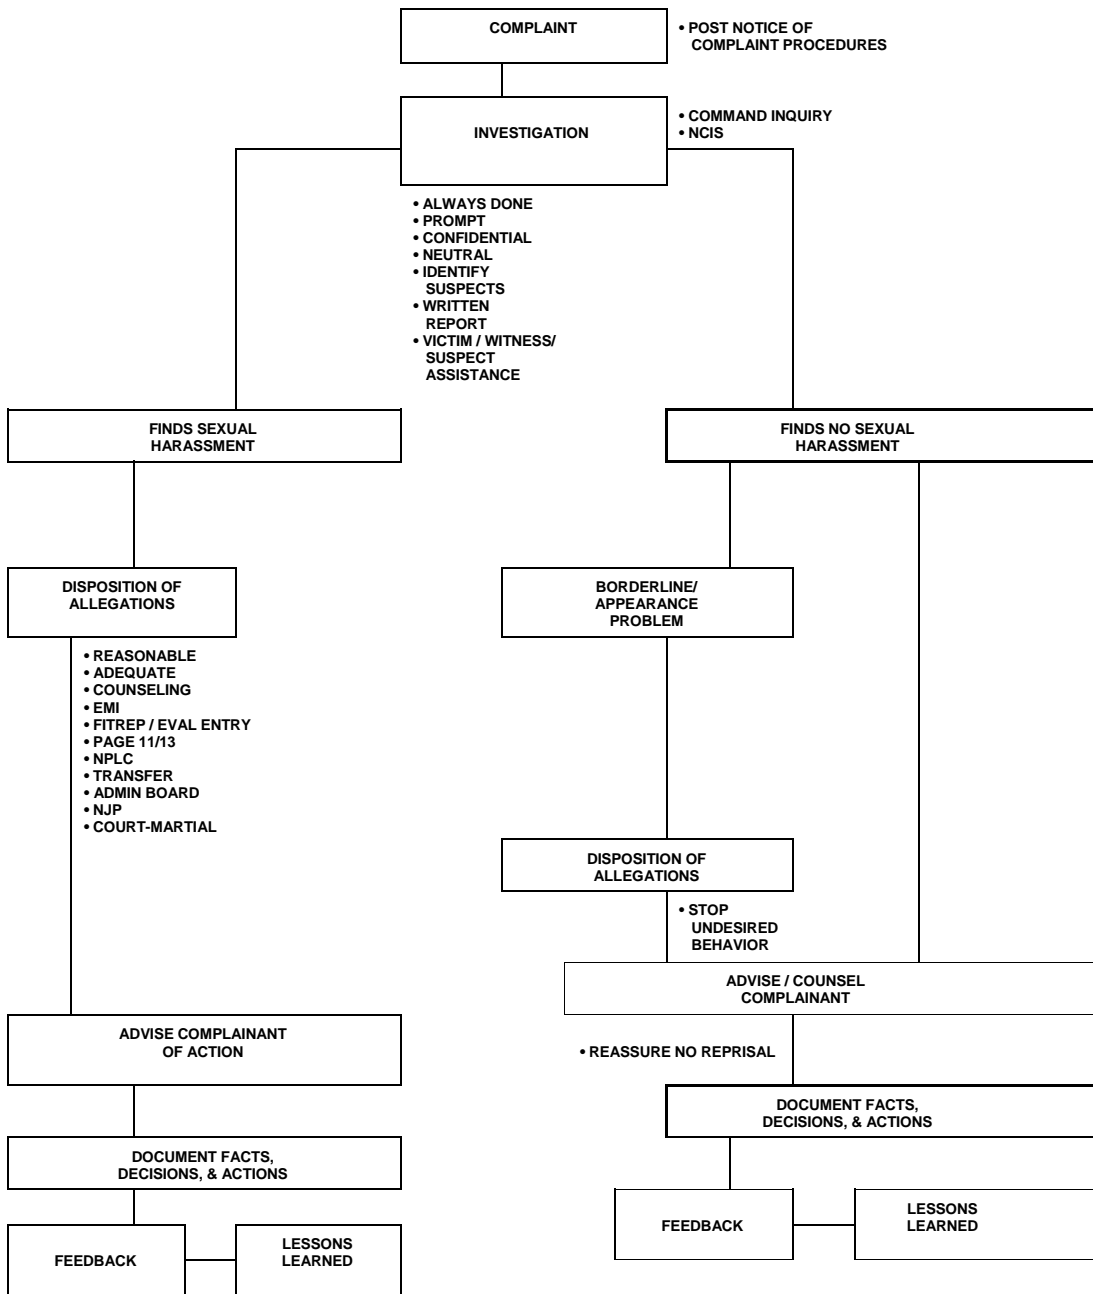 COMPLAINT
• POST NOTICE OF
COMPLAINT PROCEDURES
INVESTIGATION
• COMMAND INQUIRY
• NCIS
• ALWAYS DONE
• PROMPT
• CONFIDENTIAL
• NEUTRAL
• IDENTIFY
SUSPECTS
• WRITTEN
REPORT
• VICTIM / WITNESS/
SUSPECT
ASSISTANCE
FINDS SEXUAL
HARASSMENT
FINDS NO SEXUAL
HARASSMENT
DISPOSITION OF
ALLEGATIONS
• REASONABLE
• ADEQUATE
• COUNSELING
• EMI
• FITREP / EVAL ENTRY
• PAGE 11/13
• NPLC
• TRANSFER
• ADMIN BOARD
• NJP
• COURT-MARTIAL
BORDERLINE/
APPEARANCE
PROBLEM
DISPOSITION OF
ALLEGATIONS
• STOP
UNDESIRED
BEHAVIOR
ADVISE / COUNSEL
COMPLAINANT
ADVISE COMPLAINANT
OF ACTION
• REASSURE NO REPRISAL
DOCUMENT FACTS,
DECISIONS, & ACTIONS
DOCUMENT FACTS,
DECISIONS, & ACTIONS
FEEDBACK
LESSONS
LEARNED
FEEDBACK
LESSONS
LEARNED